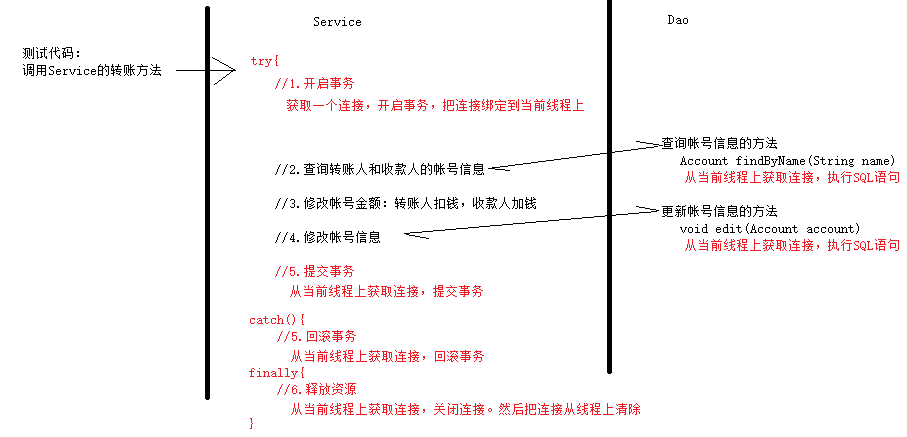 Service
Dao
测试代码：
调用Service的转账方法
try{
//1.开启事务
获取一个连接，开启事务，把连接绑定到当前线程上
//2.查询转账人和收款人的帐号信息
查询帐号信息的方法
Account findByName(String name)
从当前线程上获取连接，执行SQL语句
//3.修改帐号金额：转账人扣钱，收款人加钱
//4.修改帐号信息
更新帐号信息的方法
void edit(Account account)
从当前线程上获取连接，执行SQL语句
//5.提交事务
从当前线程上获取连接，提交事务
catch(){
//5.回滚事务
从当前线程上获取连接，回滚事务
finally{
//6.释放资源
从当前线程上获取连接，关闭连接。然后把连接从线程上清除
}